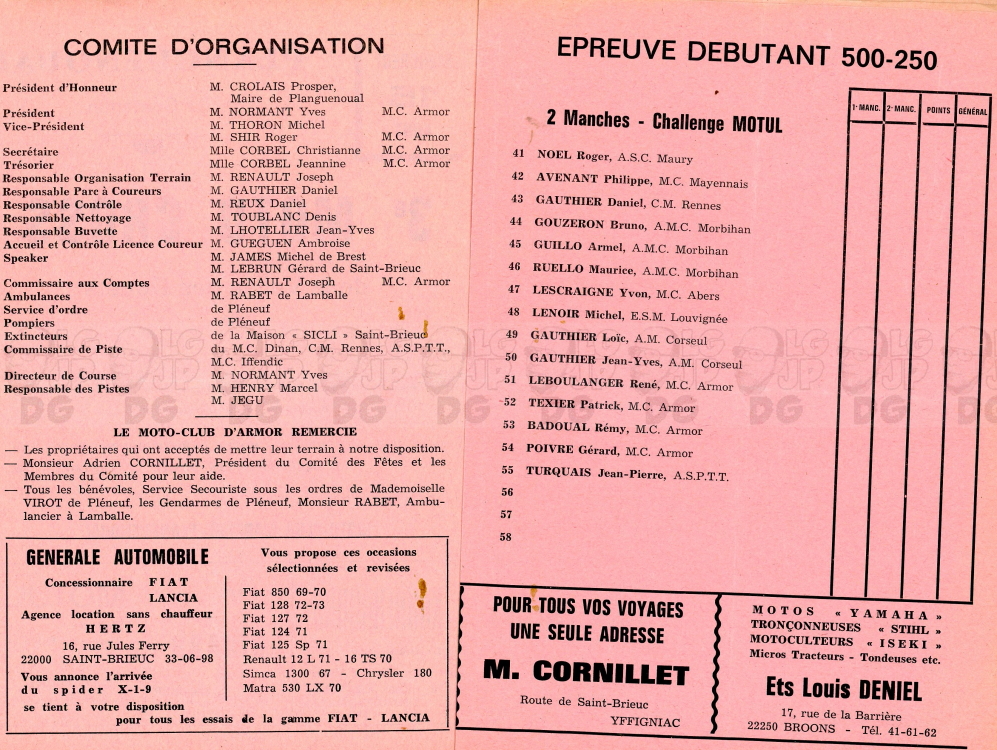 COMITE D'ORGANISATION
Président d'Honneur M. CROLAIS Prosper,
Maire de Planguenoual
Président M. NORMANT Yves M.C. Armor
Vice-Président M. THORON Michel
M. SHIR Roger M.C. Armor
Secrétaire Mlle CORBEL Christianne M.C. Armor
Trésorier Mlle CORBEL Jeannine M.C. Armor
Responsable Organisation Terrain M. RENAULT Joseph
Responsable Parc à Coureurs M. GAUTHIER Daniel
Responsable Contrôle M. REUX Daniel
Responsable Nettoyage M. TOUBLANC Denis
Responsable Buvette M. LHOTELLIER Jean-Yves
Accueil et Contrôle Licence Coureur M. GUEGUEN Ambroise
Speaker M. JAMES Michel de Brest
M. LEBRUN Gérard de Saint-Brieuc
Commissaire aux Comptes M. RENAULT Joseph M.C. Armor
Ambulances M. RABET de Lamballe
Service d'ordre de Pléneuf
Pompiers de Pléneuf
Extincteurs de la Maison « SICLI » Saint-Brieuc
Commissaire de Piste du M.C. Dinan, C.M. Rennes, A.S.P.T.T.,
M.C. Iffendic
Directeur de Course M. NORMANT Yves
Responsable des Pistes M. HENRY Marcel
M. JEGU
LE MOTO-CLUB D'ARMOR REMERCIE
— Les propriétaires qui ont acceptés de mettre leur terrain à notre disposition.
— Monsieur Adrien CORNILLET, Président du Comité des Fêtes et les
Membres du Comité pour leur aide.
— Tous les bénévoles, Service Secouriste sous les ordres de Mademoiselle
VIROT de Pléneuf, les Gendarmes de Pléneuf, Monsieur RABET, Ambu-
lancier à Lamballe.
GENERALE AUTOMOBILE
Concessionnaire FIAT
LANCIA
Agence location sans chauffeur
HERTZ
16, rue Jules Ferry
22000 SAINT-BRIEUC 33-06-98
Vous annonce l'arrivée
du spider X-1-9
Vous propose ces occasions
sélectionnées et revisées
Fiat 850 69-70
Fiat 128 72-73
Fiat 127 72
Fiat 124 71
Fiat 125 Sp 71
Renault 12 L 71 - 16 TS 70
Simca 1300 67 - Chrysler 180
Matra 530 LX 70
se tient à votre disposition
pour tous les essais de la gamme FIAT - LANCIA
EPREUVE DEBUTANT 500-250
2 Manches - Challenge MOTUL
1e MANC. 2e MANC. POINTS GÉNÉRAL
41 NOEL Roger, A.S.C. Maury
42 AVENANT Philippe, M.C. Mayennais
43 GAUTHIER Daniel, C.M. Rennes
44 GOUZERON Bruno, A.M.C. Morbihan
45 GUILLO Armel, A.M.C. Morbihan
46 RUELLO Maurice, A.M.C. Morbihan
47 LESCRAIGNE Yvon, M.C. Abers
48 LENOIR Michel, E.S.M. Louvignée
49 GAUTHIER Loïc, A.M. Corseul
50 GAUTHIER Jean-Yves, A.M. Corseul
51 LEBOULANGER René, M.C. Armor
52 TEXIER Patrick, M.C. Armor
53 BADOUAL Rémy, M.C. Armor
54 POIVRE Gérard, M.C. Armor
55 TURQUAIS Jean-Pierre, A.S.P.T.T.
56
57
58
POUR TOUS VOS VOYAGES
UNE SEULE ADRESSE
M. CORNILLET
Route de Saint-Brieuc
YFFIGNIAC
MOTOS « YAMAHA »
TRONÇONNEUSES « STIHL »
MOTOCULTEURS « ISEKI »
Micros Tracteurs - Tondeuses etc.
Ets Louis DENIEL
17, rue de la Barrière
22250 BROONS - Tél. 41-61-62